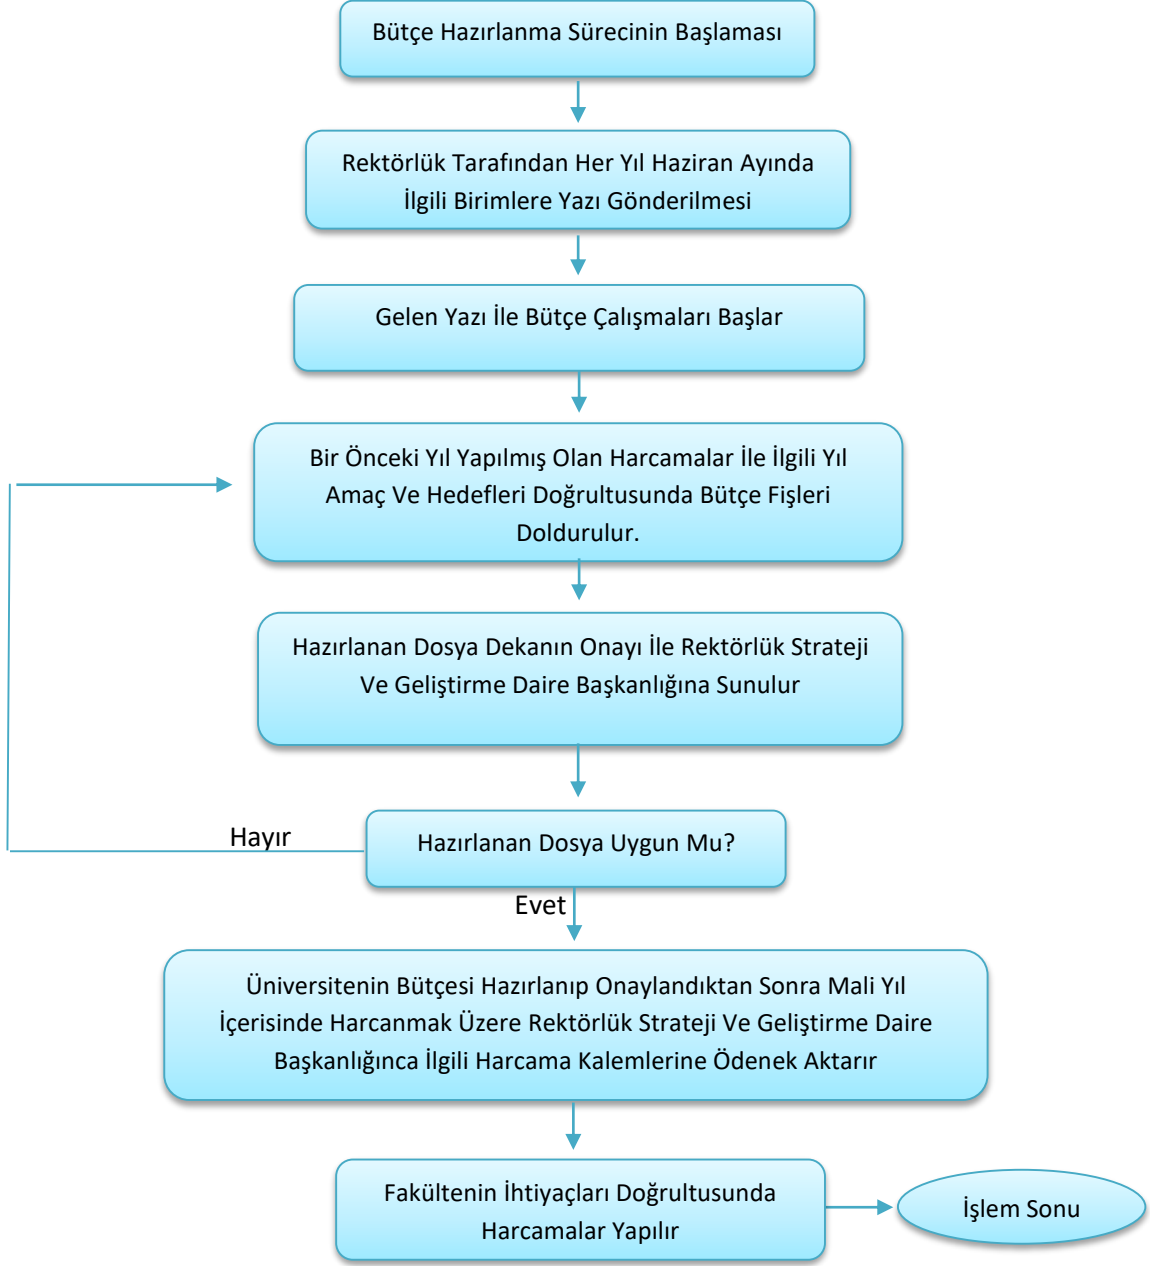 Bütçe Hazırlanma Sürecinin Başlaması
Rektörlük Tarafından Her Yıl Haziran Ayında
İlgili Birimlere Yazı Gönderilmesi
Gelen Yazı İle Bütçe Çalışmaları Başlar
Bir Önceki Yıl Yapılmış Olan Harcamalar İle İlgili Yıl
Amaç Ve Hedefleri Doğrultusunda Bütçe Fişleri
Doldurulur.
Hazırlanan Dosya Dekanın Onayı İle Rektörlük Strateji
Ve Geliştirme Daire Başkanlığına Sunulur
Hayır
Hazırlanan Dosya Uygun Mu?
Evet
Üniversitenin Bütçesi Hazırlanıp Onaylandıktan Sonra Mali Yıl
İçerisinde Harcanmak Üzere Rektörlük Strateji Ve Geliştirme Daire
Başkanlığınca İlgili Harcama Kalemlerine Ödenek Aktarır
Fakültenin İhtiyaçları Doğrultusunda
Harcamalar Yapılır
İşlem Sonu